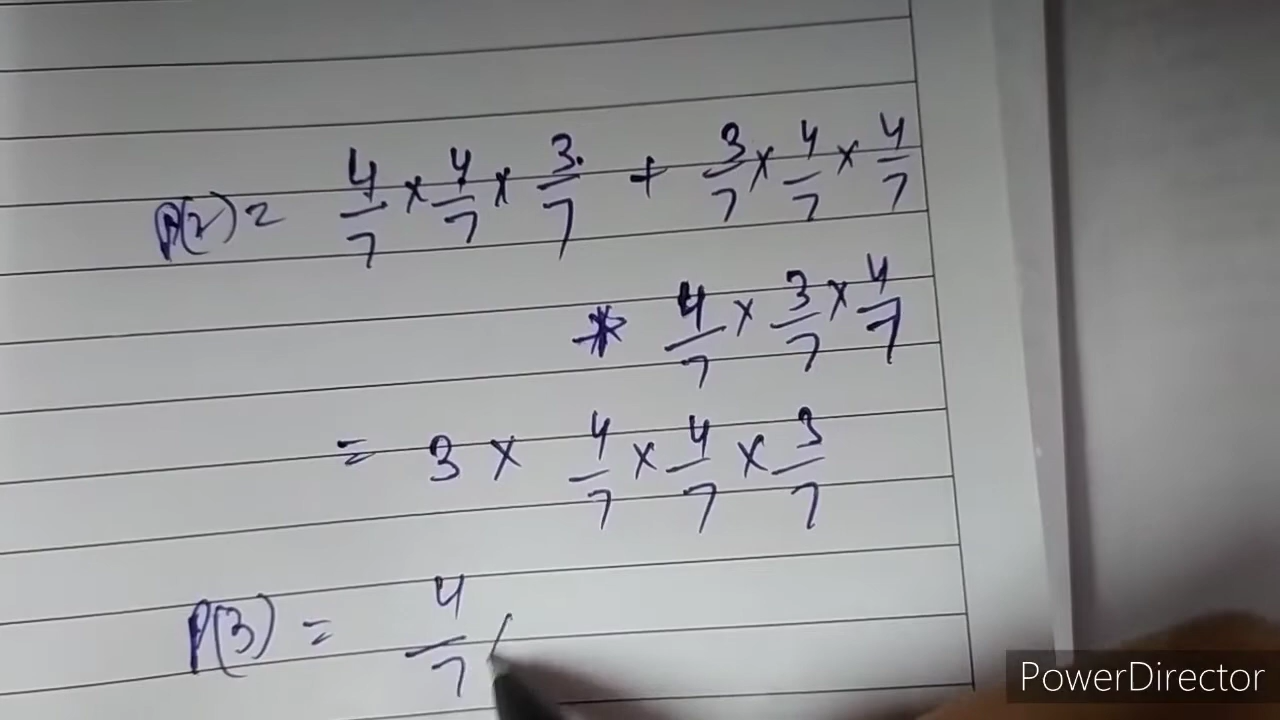 P(2) = 4/7 × 4/7 × 3/7 + 3/7 × 4/7 × 4/7
* 4/7 × 3/7 × 4/7
= 3 × 4/7 × 4/7 × 3/7
P(3) = 4/7
PowerDirector